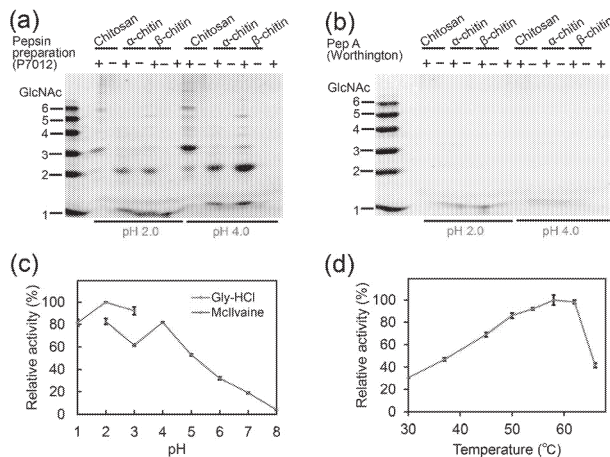 (a)
Chitosan α-chitin β-chitin Chitosan α-chitin β-chitin
Pepsin
preparation
(P7012)
+ − + − + − + + − + − + − +
GlcNAc
6
5
4
3
2
1
pH 2.0 pH 4.0
(b)
Chitosan α-chitin β-chitin Chitosan α-chitin β-chitin
Pep A
(Worthington)
+ − + − + − + + − + − + − +
GlcNAc
6
5
4
3
2
1
pH 2.0 pH 4.0
(c)
Relative activity (%)
100
80
60
40
20
0
Gly-HCl
McIlvaine
1 2 3 4 5 6 7 8
pH
(d)
Relative activity (%)
120
100
80
60
40
20
0
30 40 50 60
Temperature (℃)